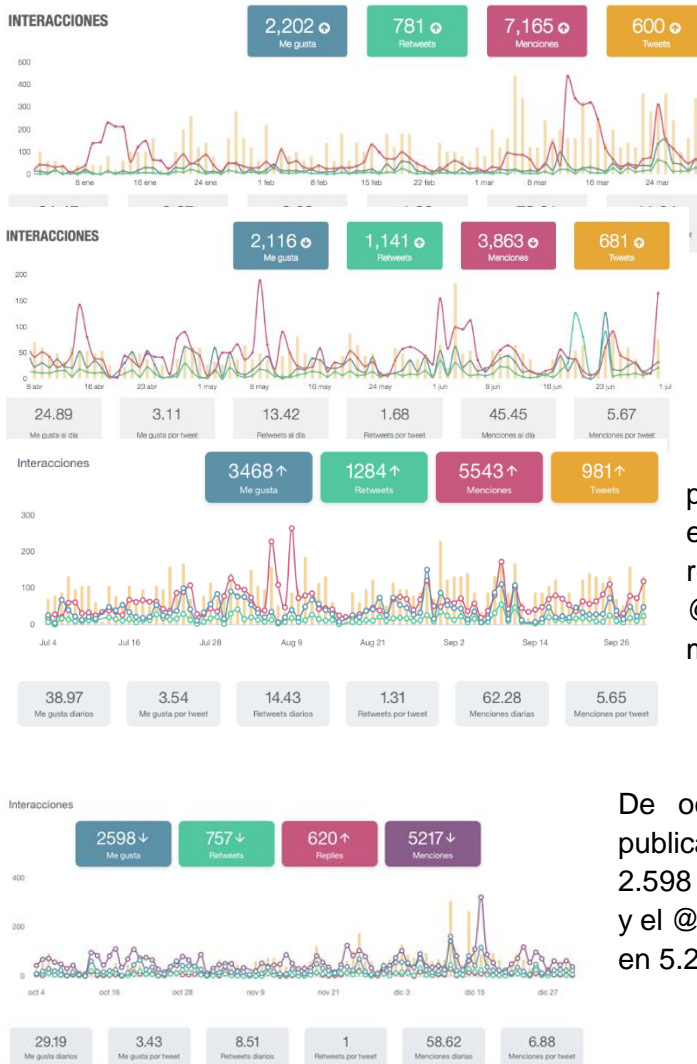 INTERACCIONES
2,202 781 7,165 600
Me gusta Retweets Menciones Tweets
500
400
300
200
100
0
8 ene 16 ene 24 ene 1 feb 8 feb 15 feb 22 feb 1 mar 8 mar 16 mar 24 mar
INTERACCIONES
2,116 1,141 3,863 681
Me gusta Retweets Menciones Tweets
200
150
100
50
0
8 abr 16 abr 23 abr 1 may 8 may 16 may 24 may 1 jun 8 jun 16 jun 23 jun 1 jul
24.89 3.11 13.42 1.68 45.45 5.67
Me gusta al día Me gusta por tweet Retweets al día Retweets por tweet Menciones al día Menciones por tweet
Interacciones
3468↑ 1284↑ 5543↑ 981↑
Me gusta Retweets Menciones Tweets
300
200
100
0
Jul 4 Jul 16 Jul 28 Aug 9 Aug 21 Sep 2 Sep 14 Sep 26
38.97 3.54 14.43 1.31 62.28 5.65
Me gusta diarios Me gusta por tweet Retweets diarios Retweets por tweet Menciones diarias Menciones por tweet
Interacciones
2598↓ 757↓ 620↑ 5217↓
Me gusta Retweets Replies Menciones
400
200
0
oct 4 oct 16 oct 28 nov 9 nov 21 dic 3 dic 15 dic 27
29.19 3.43 8.51 1 58.62 6.88
Me gusta diarios Me gusta por tweet Retweets diarios Retweets por tweet Menciones diarias Menciones por tweet
De oc
publica
2.598
y el @
en 5.2